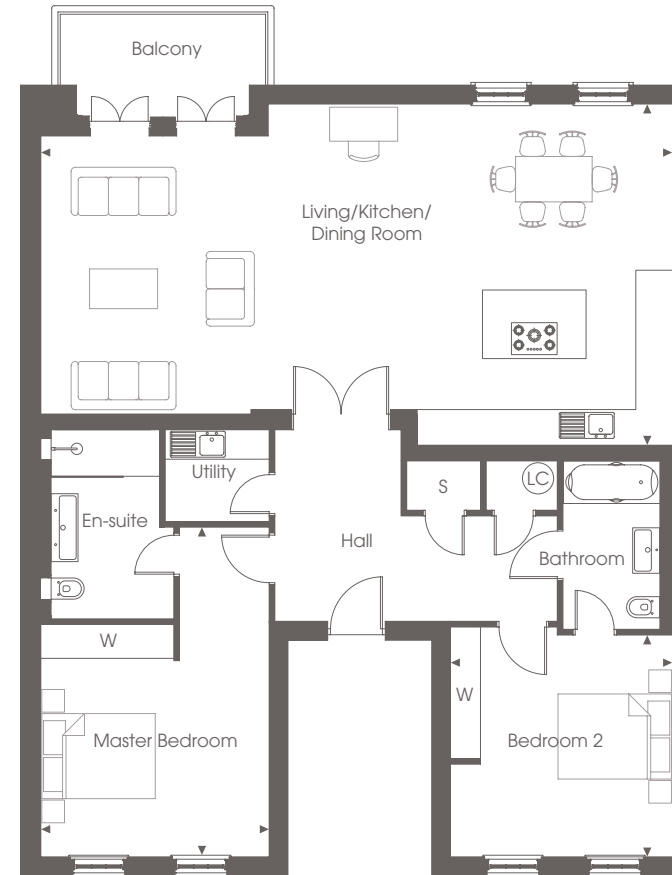 Balcony
Living/Kitchen/
Dining Room
Utility
En-suite
S
LC
Hall
Bathroom
W
W
Master Bedroom
Bedroom 2